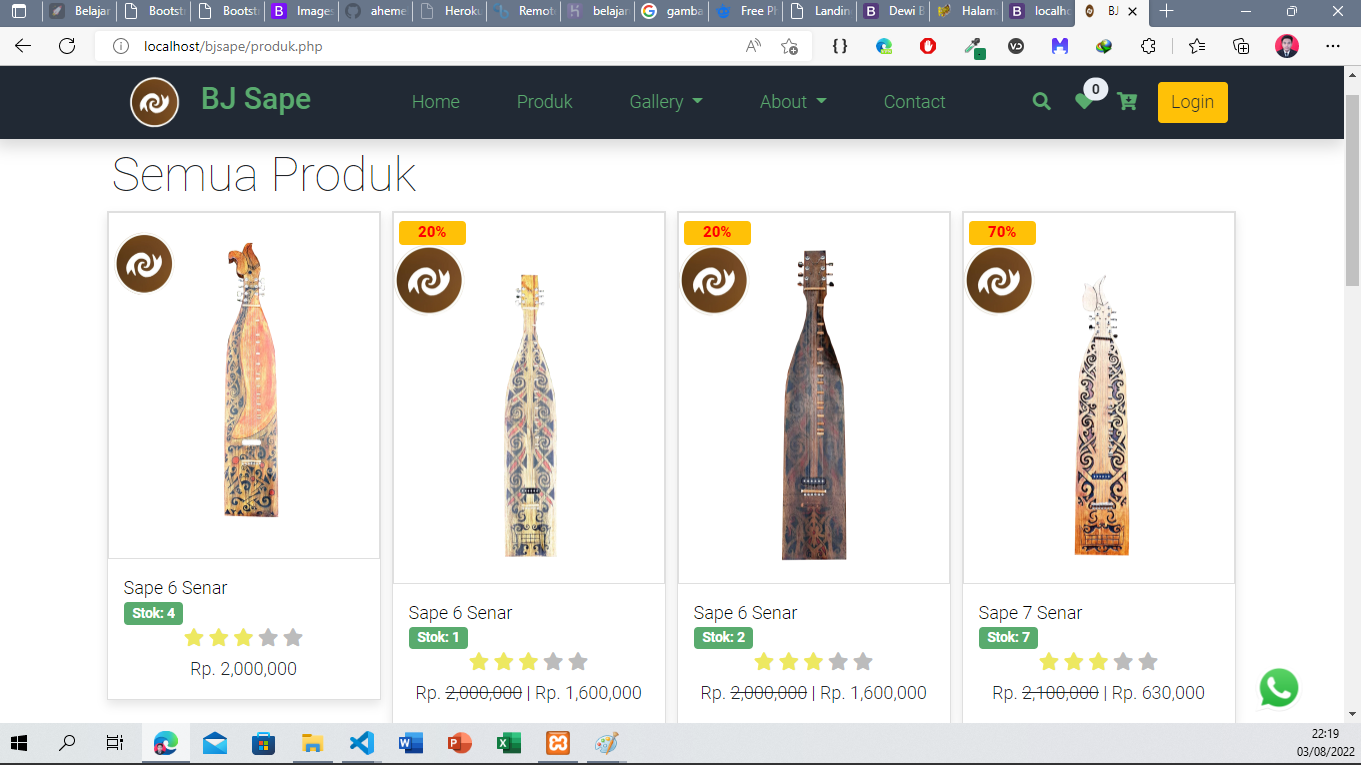 Belajar
Bootstr
Bootstr
Images
aheme
Heroku
Remot
belajar
gamba
Free Ph
Landin
Dewi B
Halam
localho
BJ
localhost/bjsape/produk.php
BJ Sape
Home
Produk
Gallery
About
Contact
0
Login
Semua Produk
20%
20%
70%
Sape 6 Senar
Stok: 4
Rp. 2,000,000
Sape 6 Senar
Stok: 1
Rp. 2,000,000 | Rp. 1,600,000
Sape 6 Senar
Stok: 2
Rp. 2,000,000 | Rp. 1,600,000
Sape 7 Senar
Stok: 7
Rp. 2,100,000 | Rp. 630,000
22:19
03/08/2022